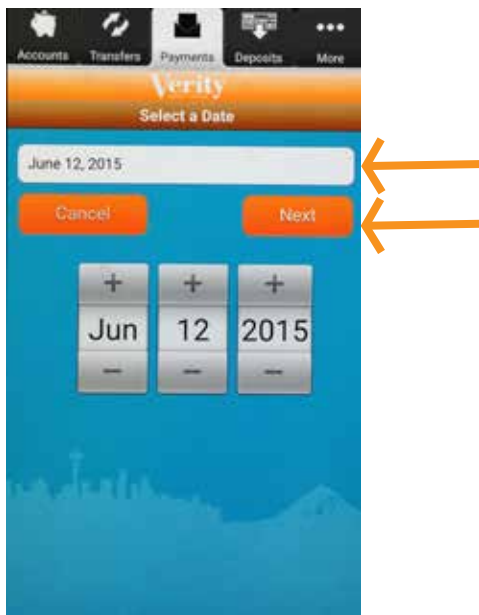 Accounts Transfers Payments Deposits More
Verity
Select a Date
June 12, 2015
Cancel Next
+ + +
Jun 12 2015
− − −